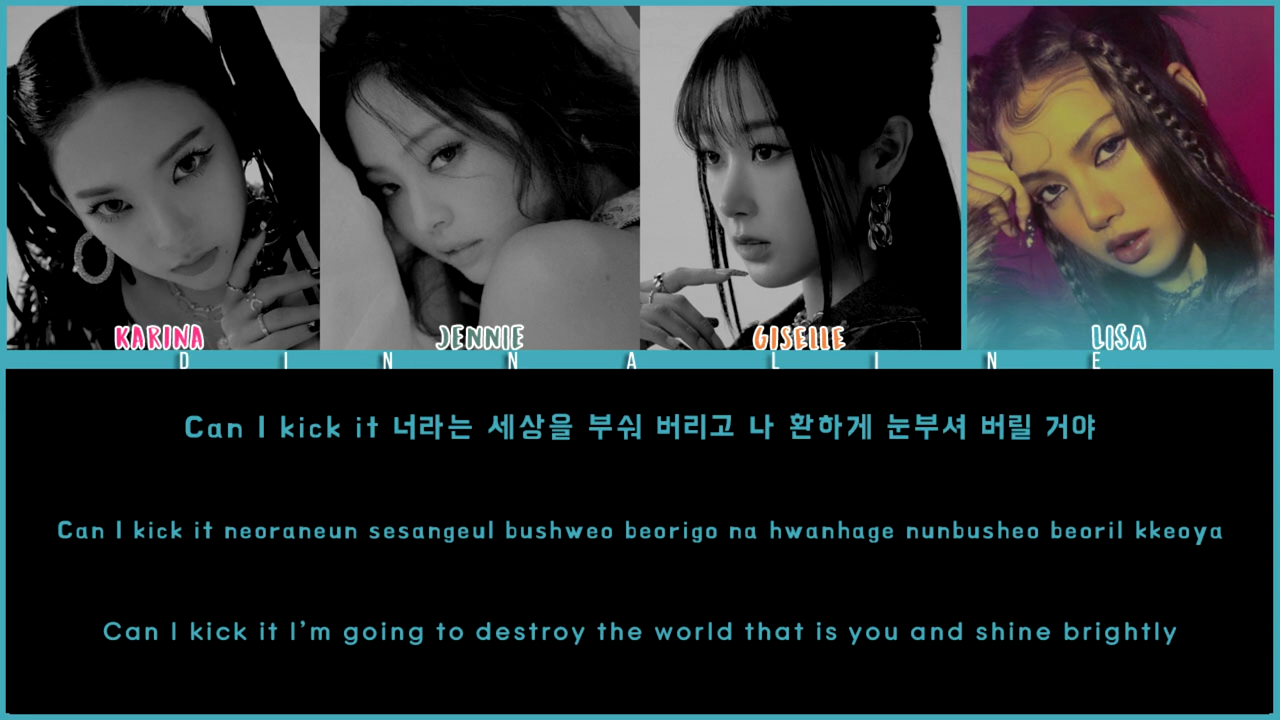 KARINA JENNIE GISELLE LISA
D I N N A L I N E
Can I kick it 너라는 세상을 부숴 버리고 나 환하게 눈부셔 버릴 거야
Can I kick it neoraneun sesangeul bushweo beorigo na hwanhage nunbusheo beoril kkeoya
Can I kick it I'm going to destroy the world that is you and shine brightly